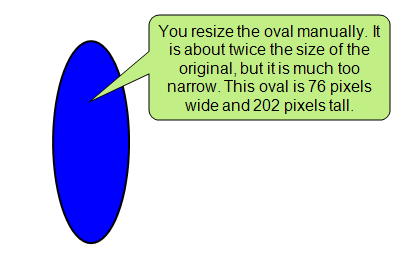 You resize the oval manually. It
is about twice the size of the
original, but it is much too
narrow. This oval is 76 pixels
wide and 202 pixels tall.